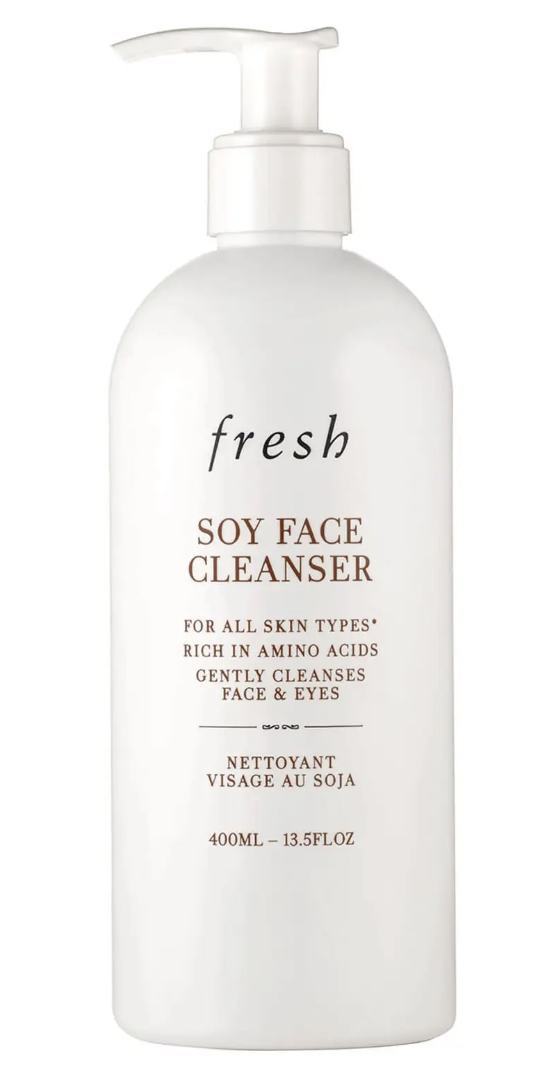 fresh
SOY FACE
CLEANSER
FOR ALL SKIN TYPES*
RICH IN AMINO ACIDS
GENTLY CLEANSES
FACE & EYES
NETTOYANT
VISAGE AU SOJA
400ML – 13.5FLOZ